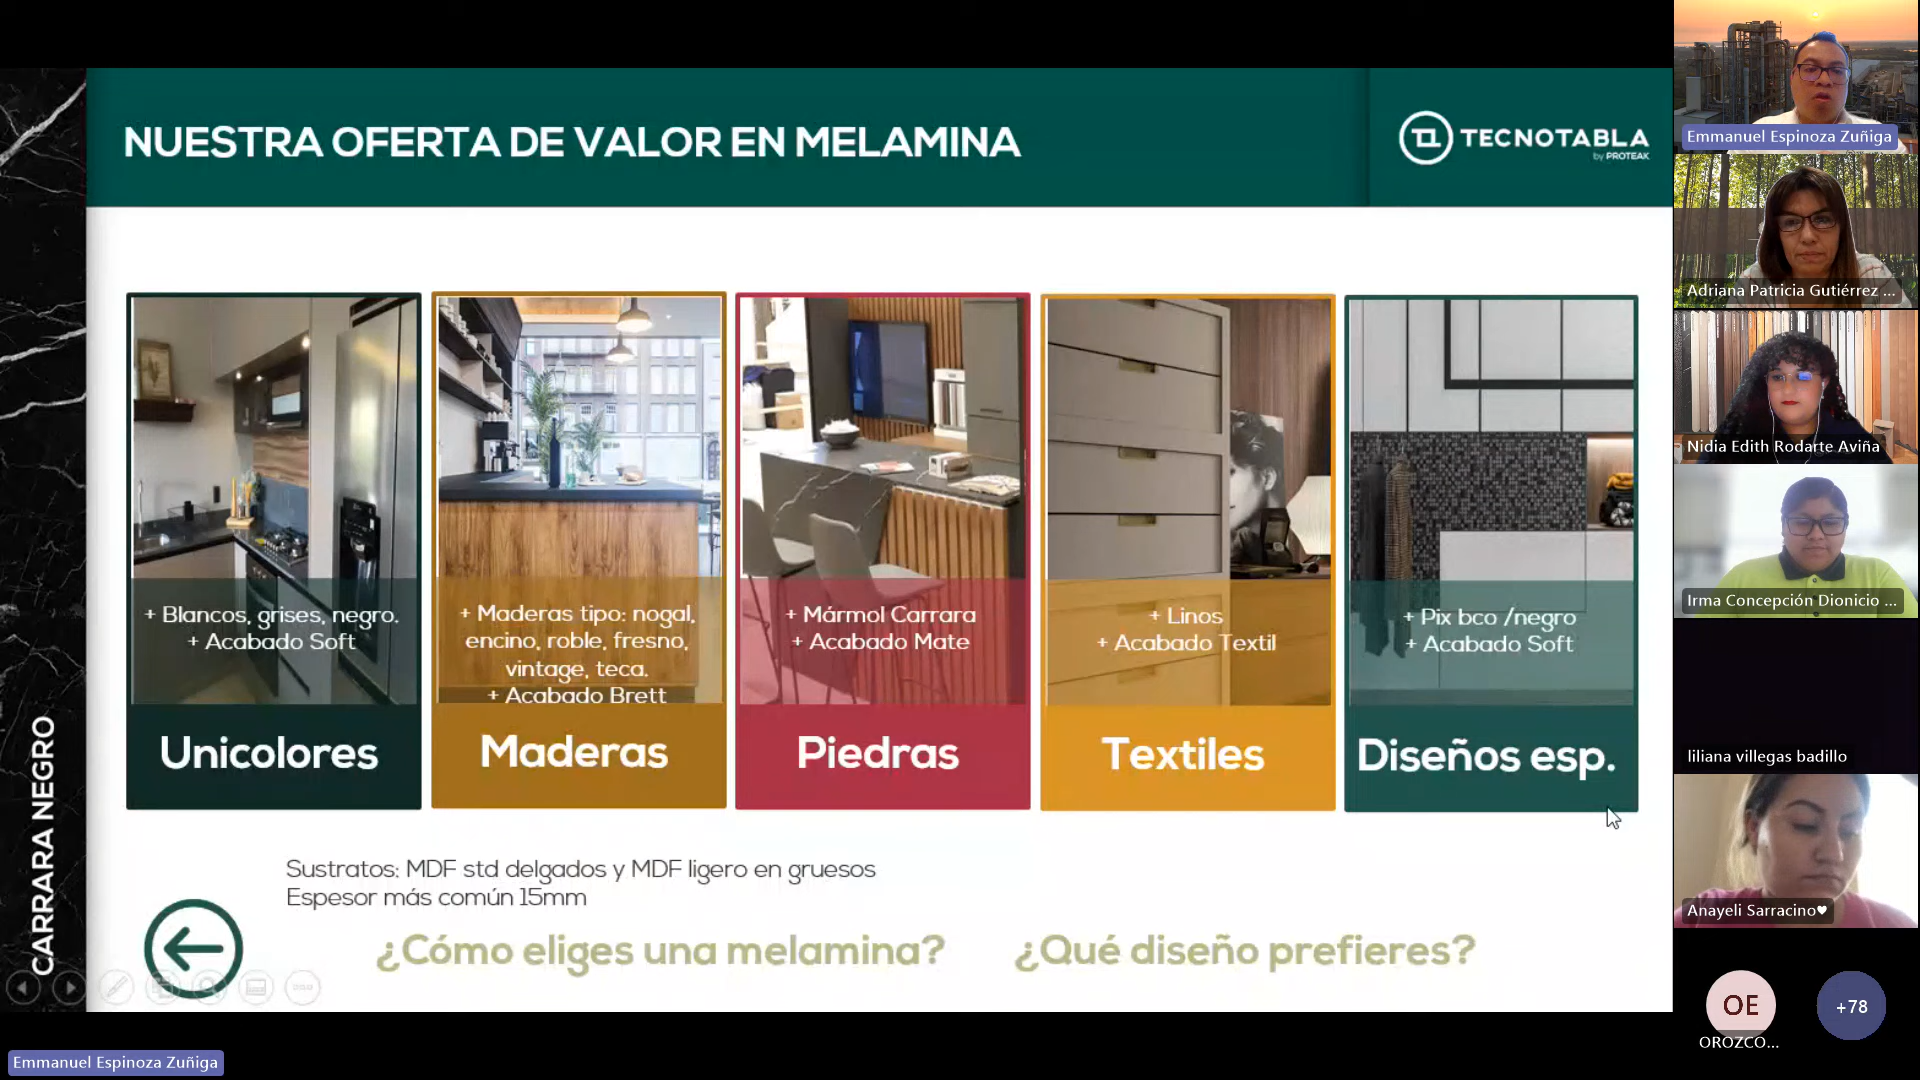 NUESTRA OFERTA DE VALOR EN MELAMINA
TECNOTABLA
by PROTEAK
CARRARA NEGRO
+ Blancos, grises, negro.
+ Acabado Soft
Unicolores
+ Maderas tipo: nogal,
encino, roble, fresno,
vintage, teca.
+ Acabado Brett
Maderas
+ Mármol Carrara
+ Acabado Mate
Piedras
+ Linos
+ Acabado Textil
Textiles
+ Pix bco /negro
+ Acabado Soft
Diseños esp.
Sustratos: MDF std delgados y MDF ligero en gruesos
Espesor más común 15mm
¿Cómo eliges una melamina?
¿Qué diseño prefieres?
Emmanuel Espinoza Zuñiga
Emmanuel Espinoza Zuñiga
Adriana Patricia Gutiérrez ...
Nidia Edith Rodarte Aviña
Irma Concepción Dionicio ...
liliana villegas badillo
Anayeli Sarracino♥
OE
OROZCO...
+78